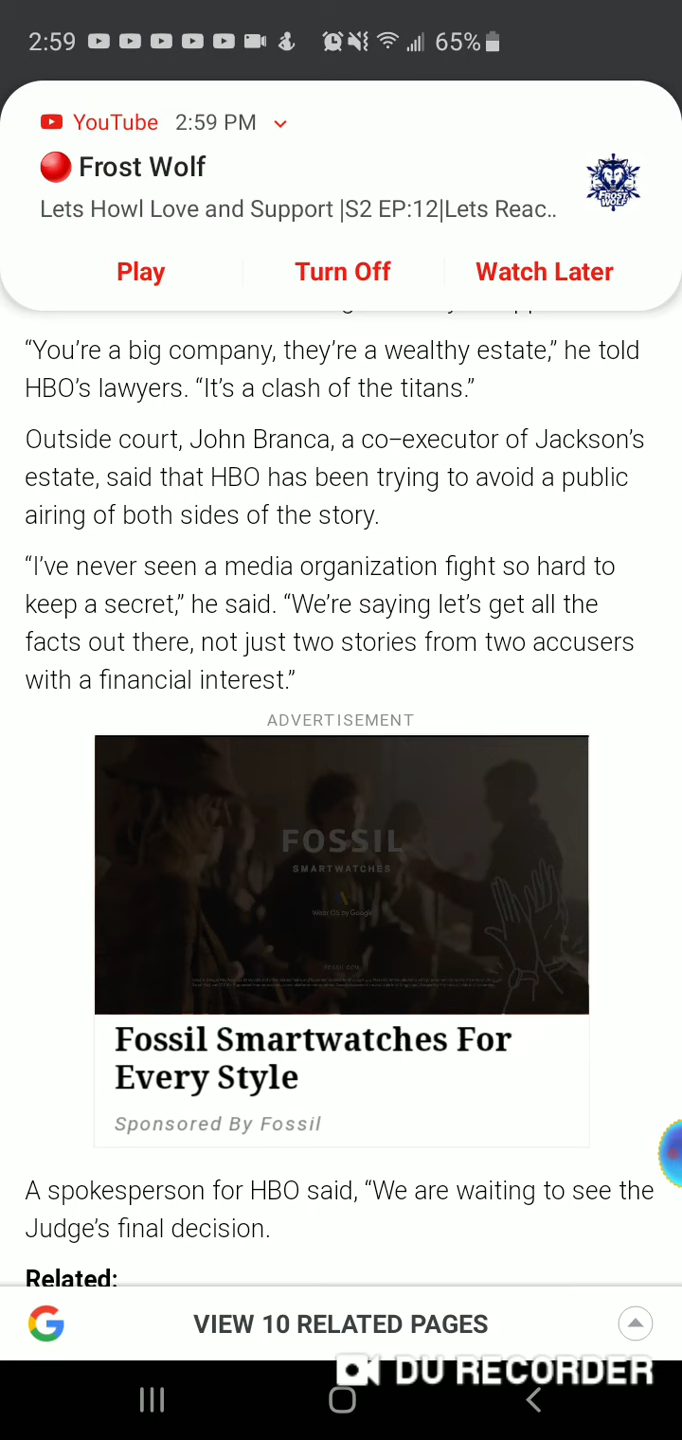 2:59
65%
YouTube 2:59 PM
Frost Wolf
Lets Howl Love and Support |S2 EP:12|Lets Reac..
FROST
WOLF
Play Turn Off Watch Later
“You’re a big company, they’re a wealthy estate,” he told
HBO’s lawyers. “It’s a clash of the titans.”
Outside court, John Branca, a co–executor of Jackson’s
estate, said that HBO has been trying to avoid a public
airing of both sides of the story.
“I’ve never seen a media organization fight so hard to
keep a secret,” he said. “We’re saying let’s get all the
facts out there, not just two stories from two accusers
with a financial interest.”
ADVERTISEMENT
FOSSIL
SMARTWATCHES
Wear OS by Google
Fossil Smartwatches For
Every Style
Sponsored By Fossil
A spokesperson for HBO said, “We are waiting to see the
Judge’s final decision.
Related:
G VIEW 10 RELATED PAGES
DU RECORDER